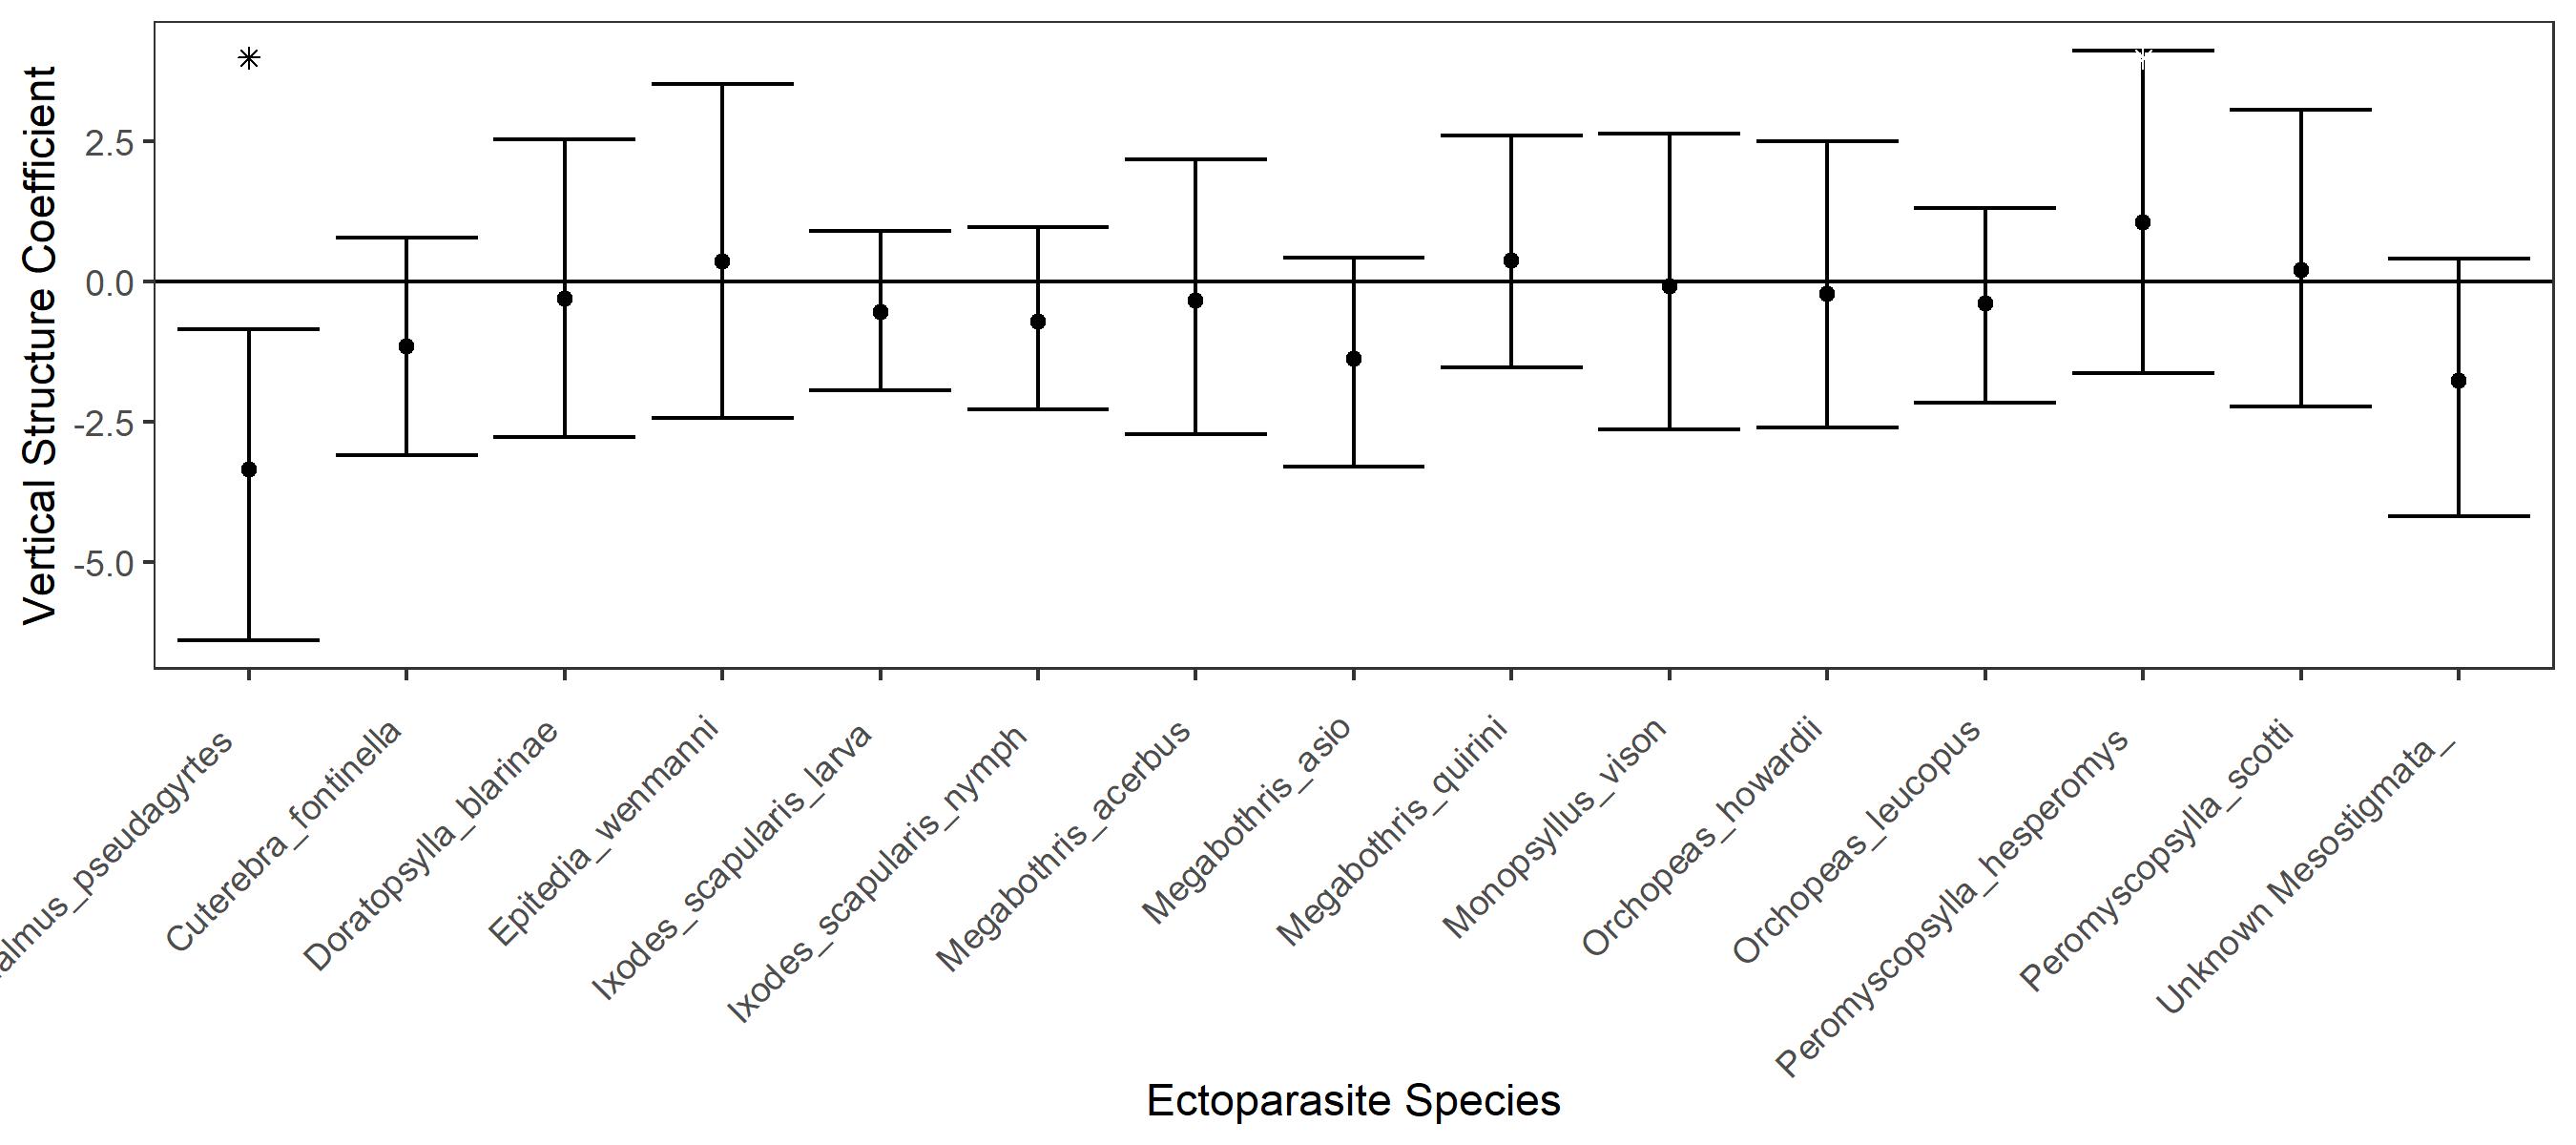 Vertical Structure Coefficient
2.5
0.0
-2.5
-5.0
almus_pseudagyrtes
Cuterebra_fontinella
Doratopsylla_blarinae
Epitedia_wenmanni
Ixodes_scapularis_larva
Ixodes_scapularis_nymph
Megabothris_acerbus
Megabothris_asio
Megabothris_quirini
Monopsyllus_vison
Orchopeas_howardii
Orchopeas_leucopus
Peromyscopsylla_hesperomys
Peromyscopsylla_scotti
Unknown Mesostigmata_
Ectoparasite Species